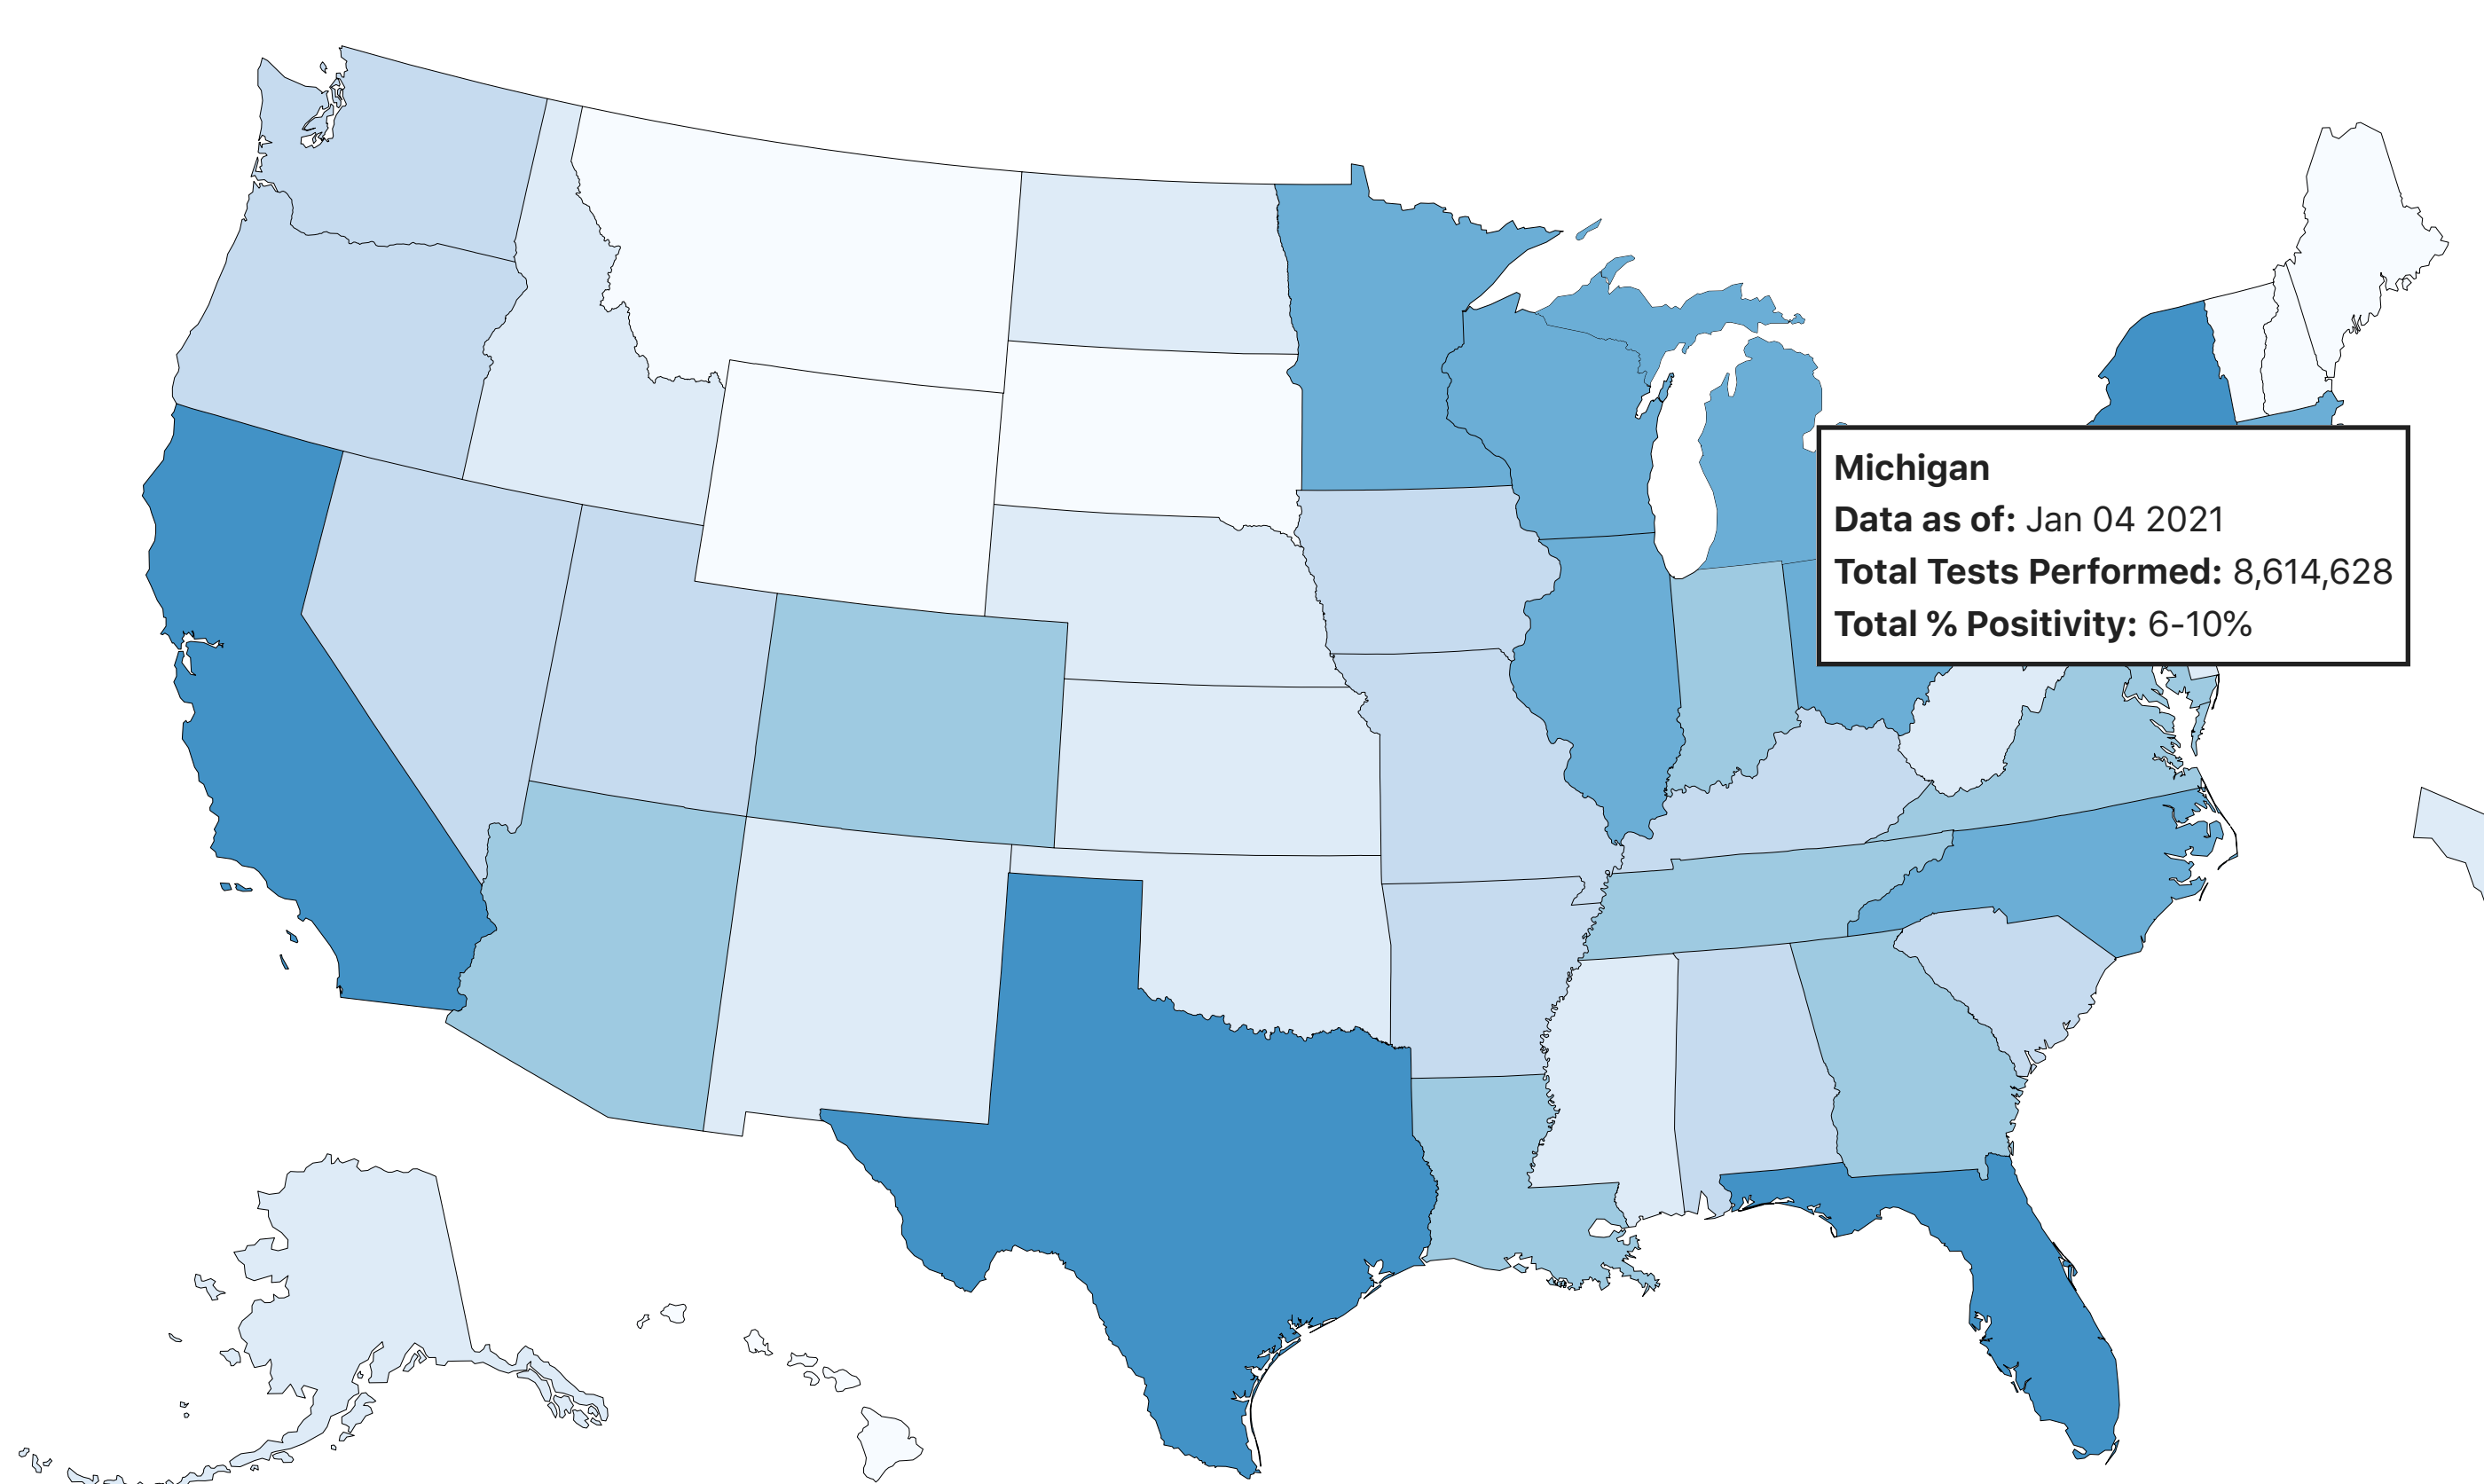 Michigan
Data as of: Jan 04 2021
Total Tests Performed: 8,614,628
Total % Positivity: 6-10%